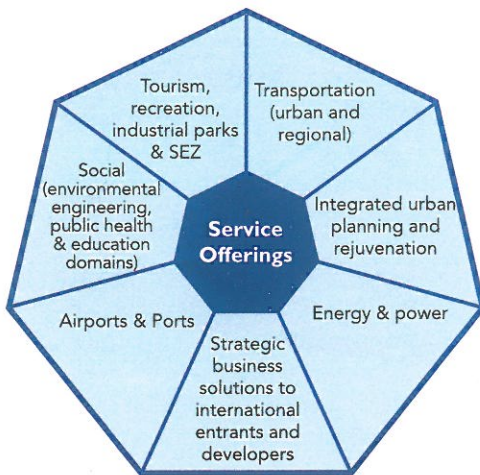 Tourism,
recreation,
industrial parks
& SEZ
Transportation
(urban and
regional)
Social
(environmental
engineering,
public health
& education
domains)
Service
Offerings
Integrated urban
planning and
rejuvenation
Airports & Ports
Energy & power
Strategic
business
solutions to
international
entrants and
developers